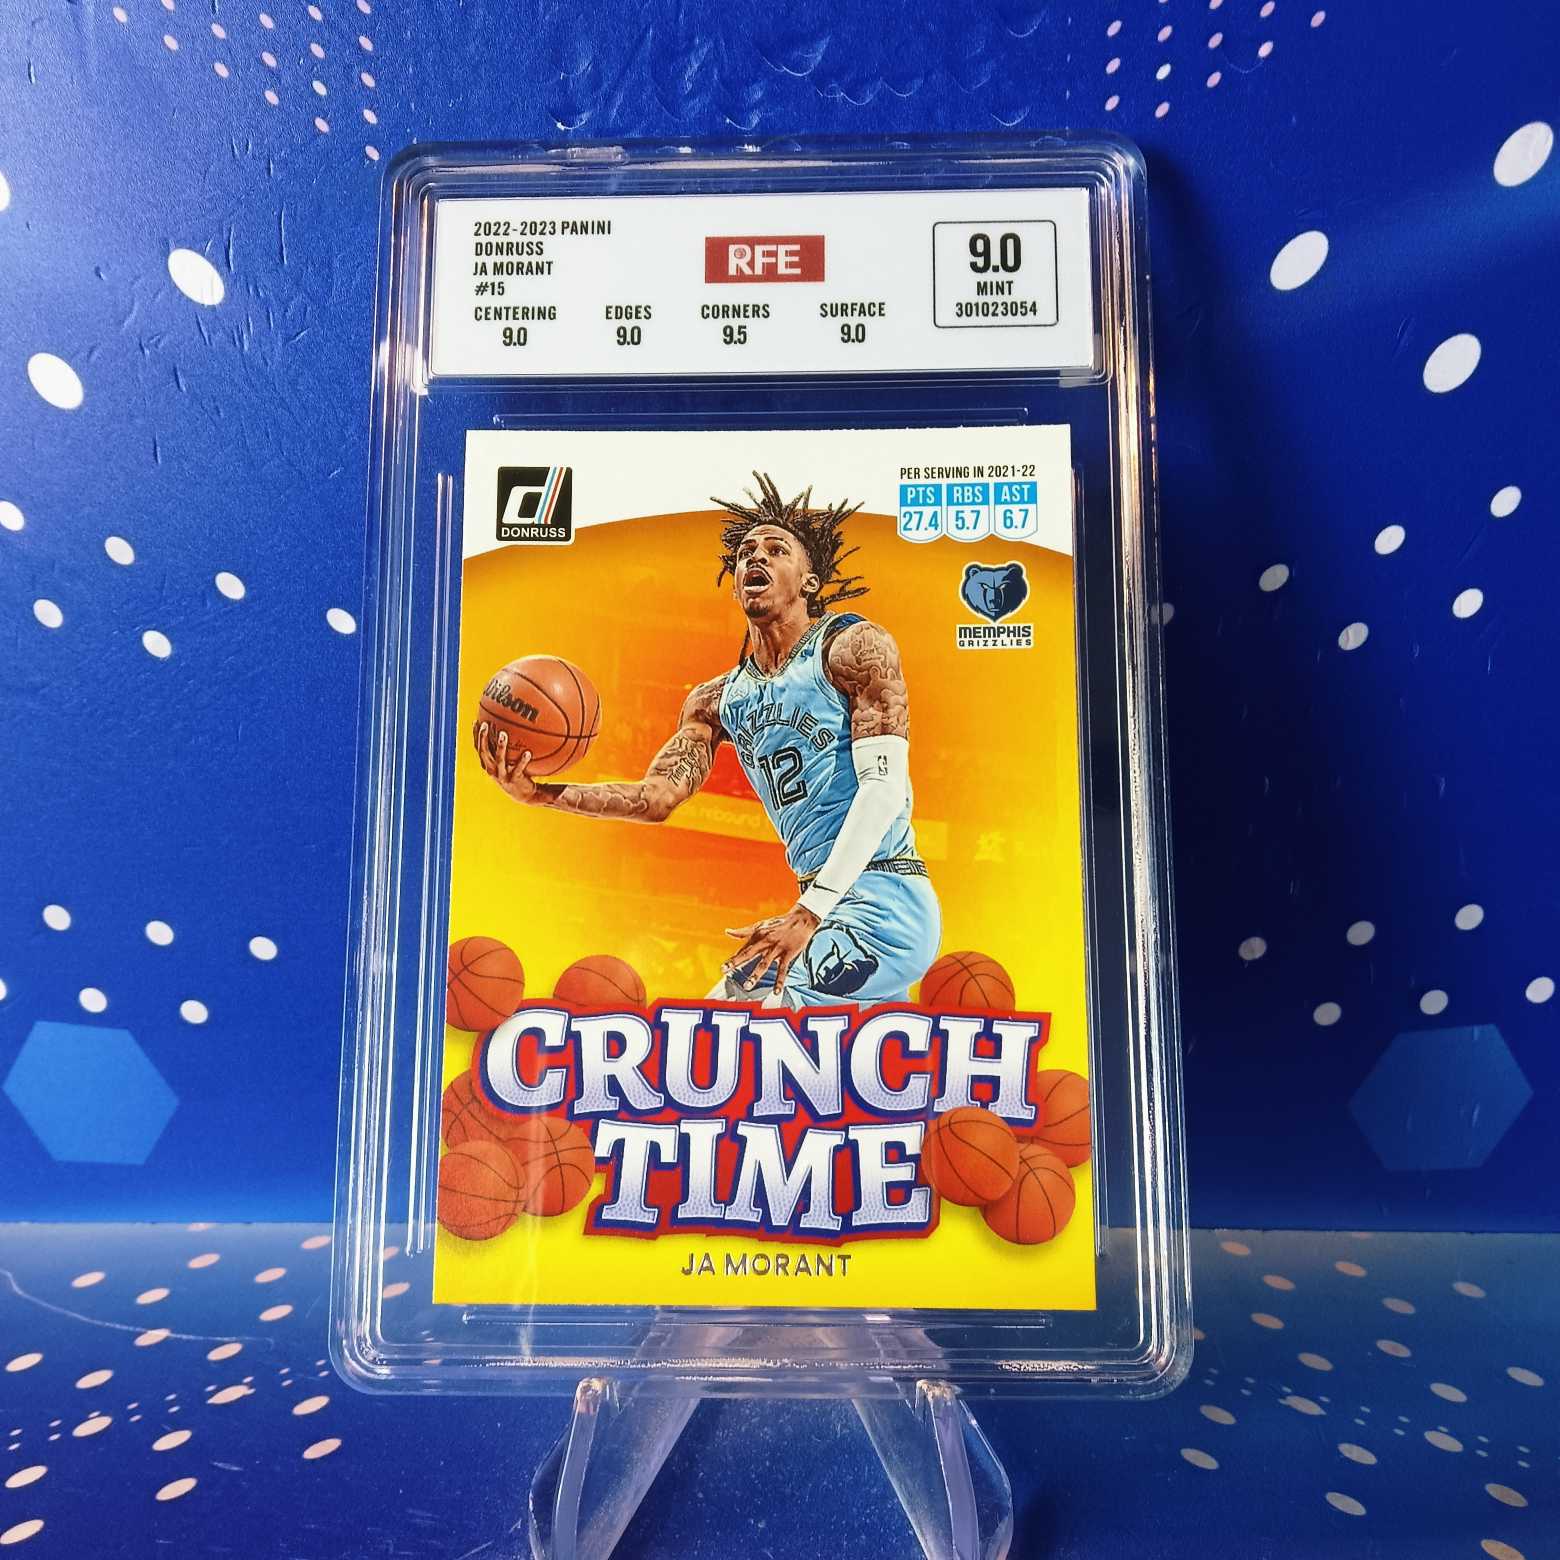 2022-2023 PANINI
DONRUSS
JA MORANT
#15
RFE
9.0
MINT
301023054
CENTERING EDGES CORNERS SURFACE
9.0 9.0 9.5 9.0
DONRUSS
PER SERVING IN 2021-22
PTS RBS AST
27.4 5.7 6.7
MEMPHIS
GRIZZLIES
Wilson
GRIZZLIES
12
CRUNCH
TIME
JA MORANT